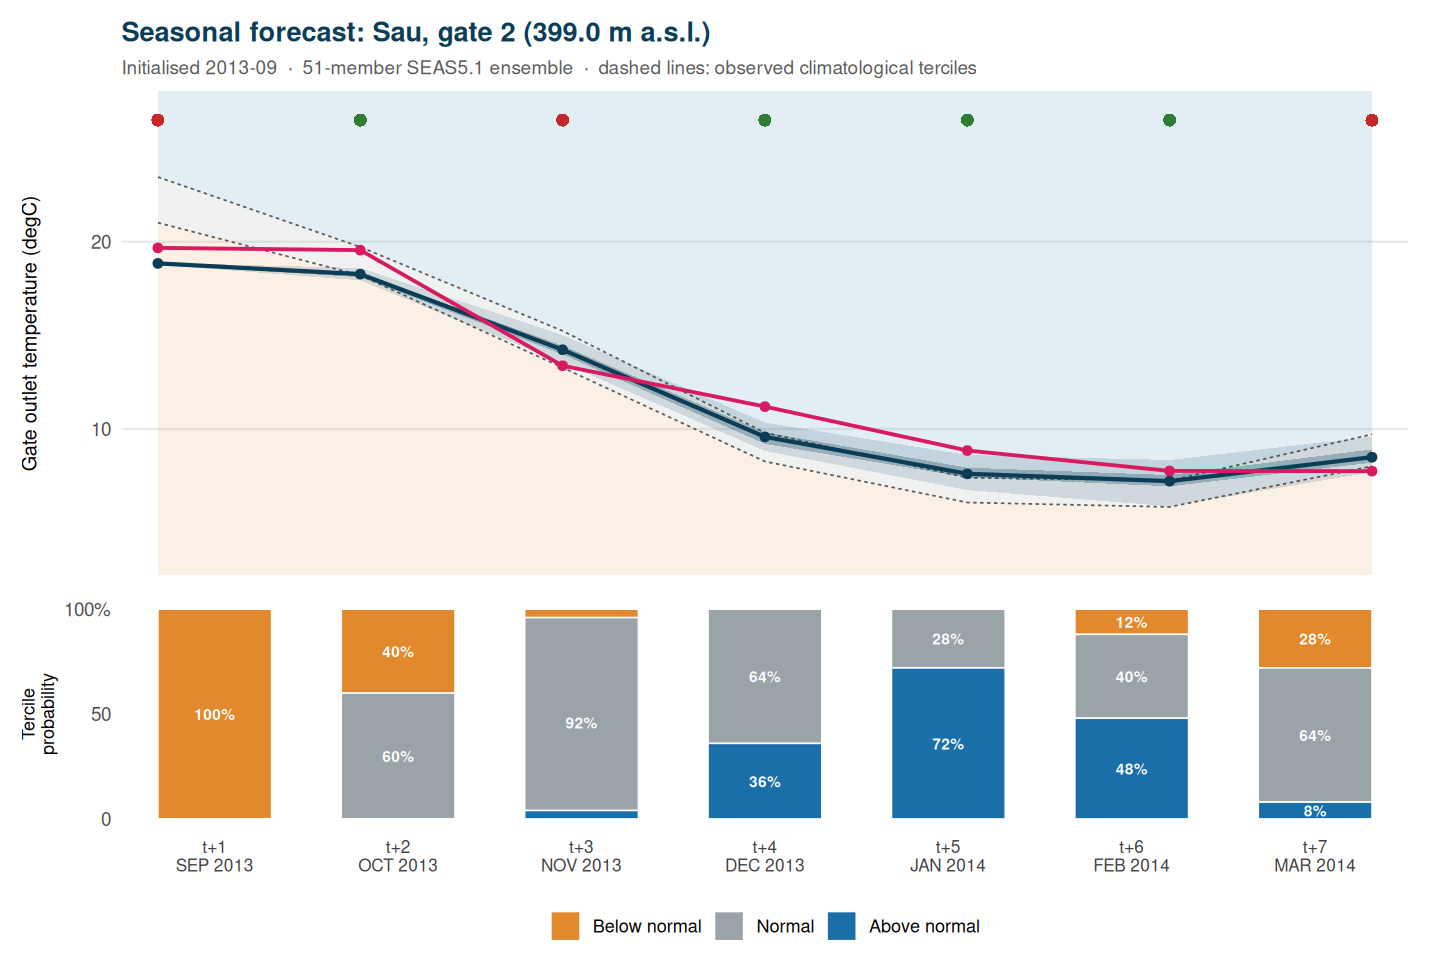 Seasonal forecast: Sau, gate 2 (399.0 m a.s.l.)
Initialised 2013-09 · 51-member SEAS5.1 ensemble · dashed lines: observed climatological terciles
Gate outlet temperature (degC)
20
10
Tercile
probability
100%
50
0
100%
40%
60%
92%
64%
36%
28%
72%
12%
40%
48%
28%
64%
8%
t+1
SEP 2013
t+2
OCT 2013
t+3
NOV 2013
t+4
DEC 2013
t+5
JAN 2014
t+6
FEB 2014
t+7
MAR 2014
Below normal
Normal
Above normal